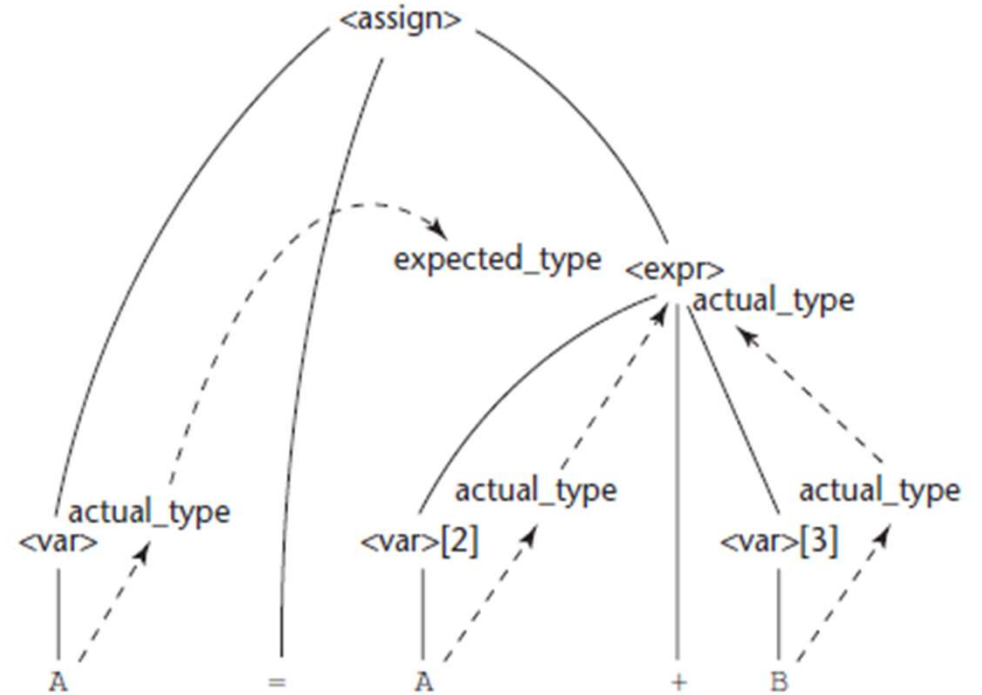 <assign>
expected_type <expr>
actual_type
actual_type actual_type
actual_type
<var> <var>[2] <var>[3]
A = A + B